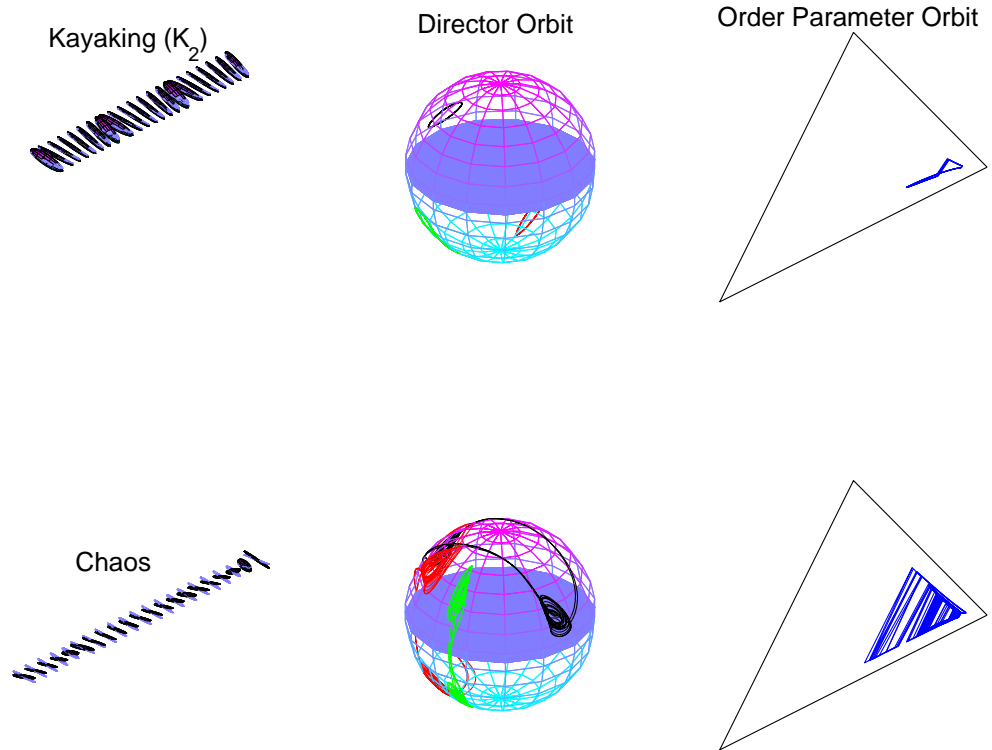 Kayaking (K2)
Director Orbit
Order Parameter Orbit
Chaos